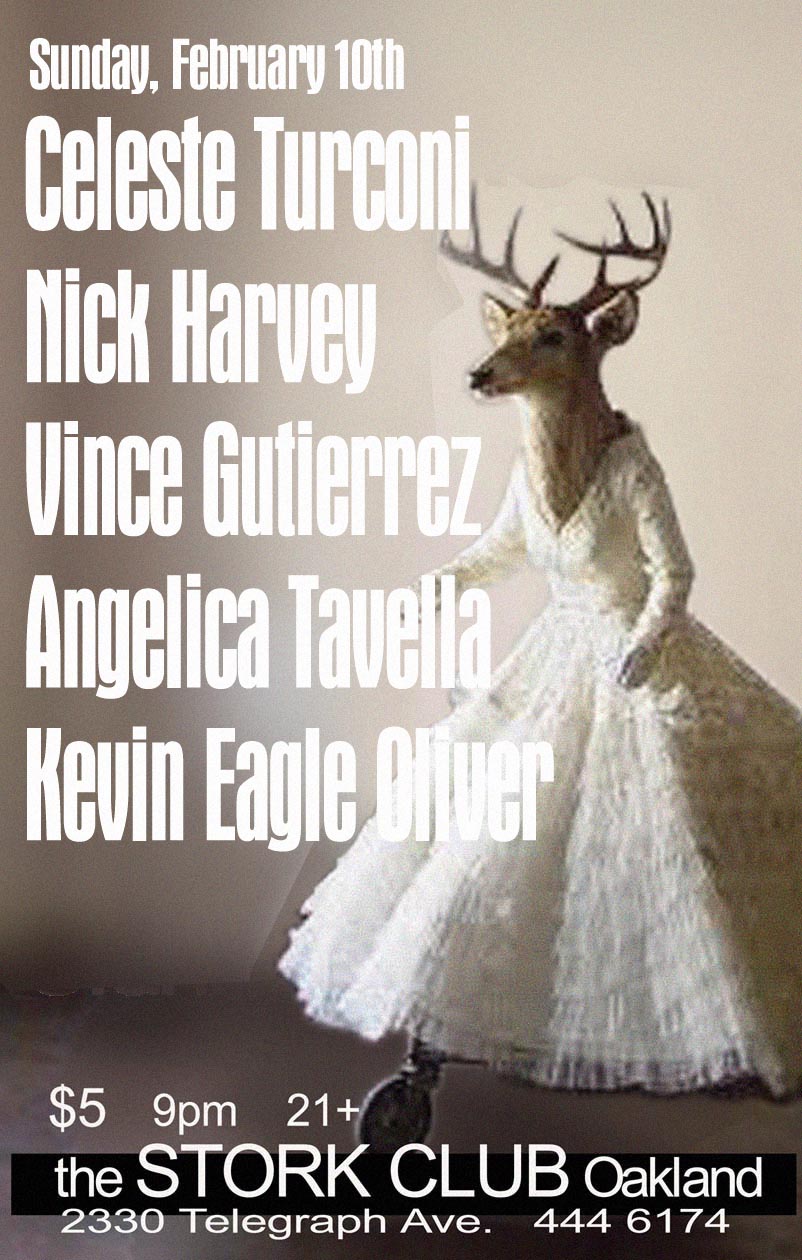 Sunday, February 10th
Celeste Turconi
Nick Harvey
Vince Gutierrez
Angelica Tavella
Kevin Eagle Oliver
$5 9pm 21+
the STORK CLUB Oakland
2330 Telegraph Ave. 444 6174